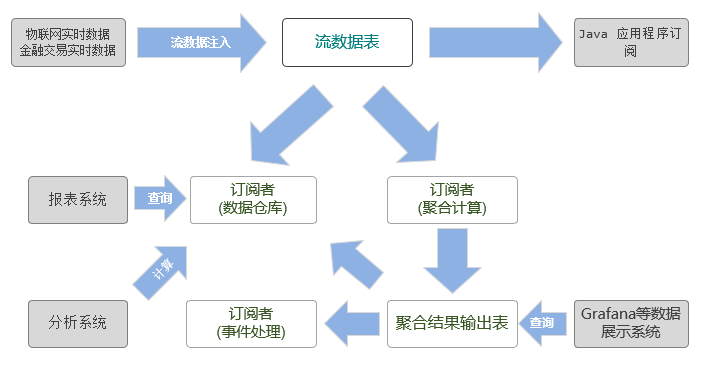 物联网实时数据
金融交易实时数据
流数据注入
流数据表
Java 应用程序订
阅
报表系统
查询
订阅者
(数据仓库)
订阅者
(聚合计算)
计算
分析系统
订阅者
(事件处理)
聚合结果输出表
查询
Grafana等数据
展示系统